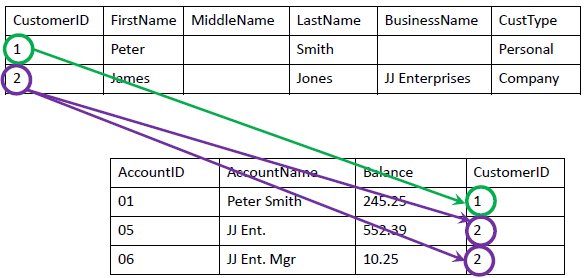 CustomerID FirstName MiddleName LastName BusinessName CustType
1 Peter Smith Personal
2 James Jones JJ Enterprises Company
AccountID AccountName Balance CustomerID
01 Peter Smith 245.25 1
05 JJ Ent. 552.39 2
06 JJ Ent. Mgr 10.25 2